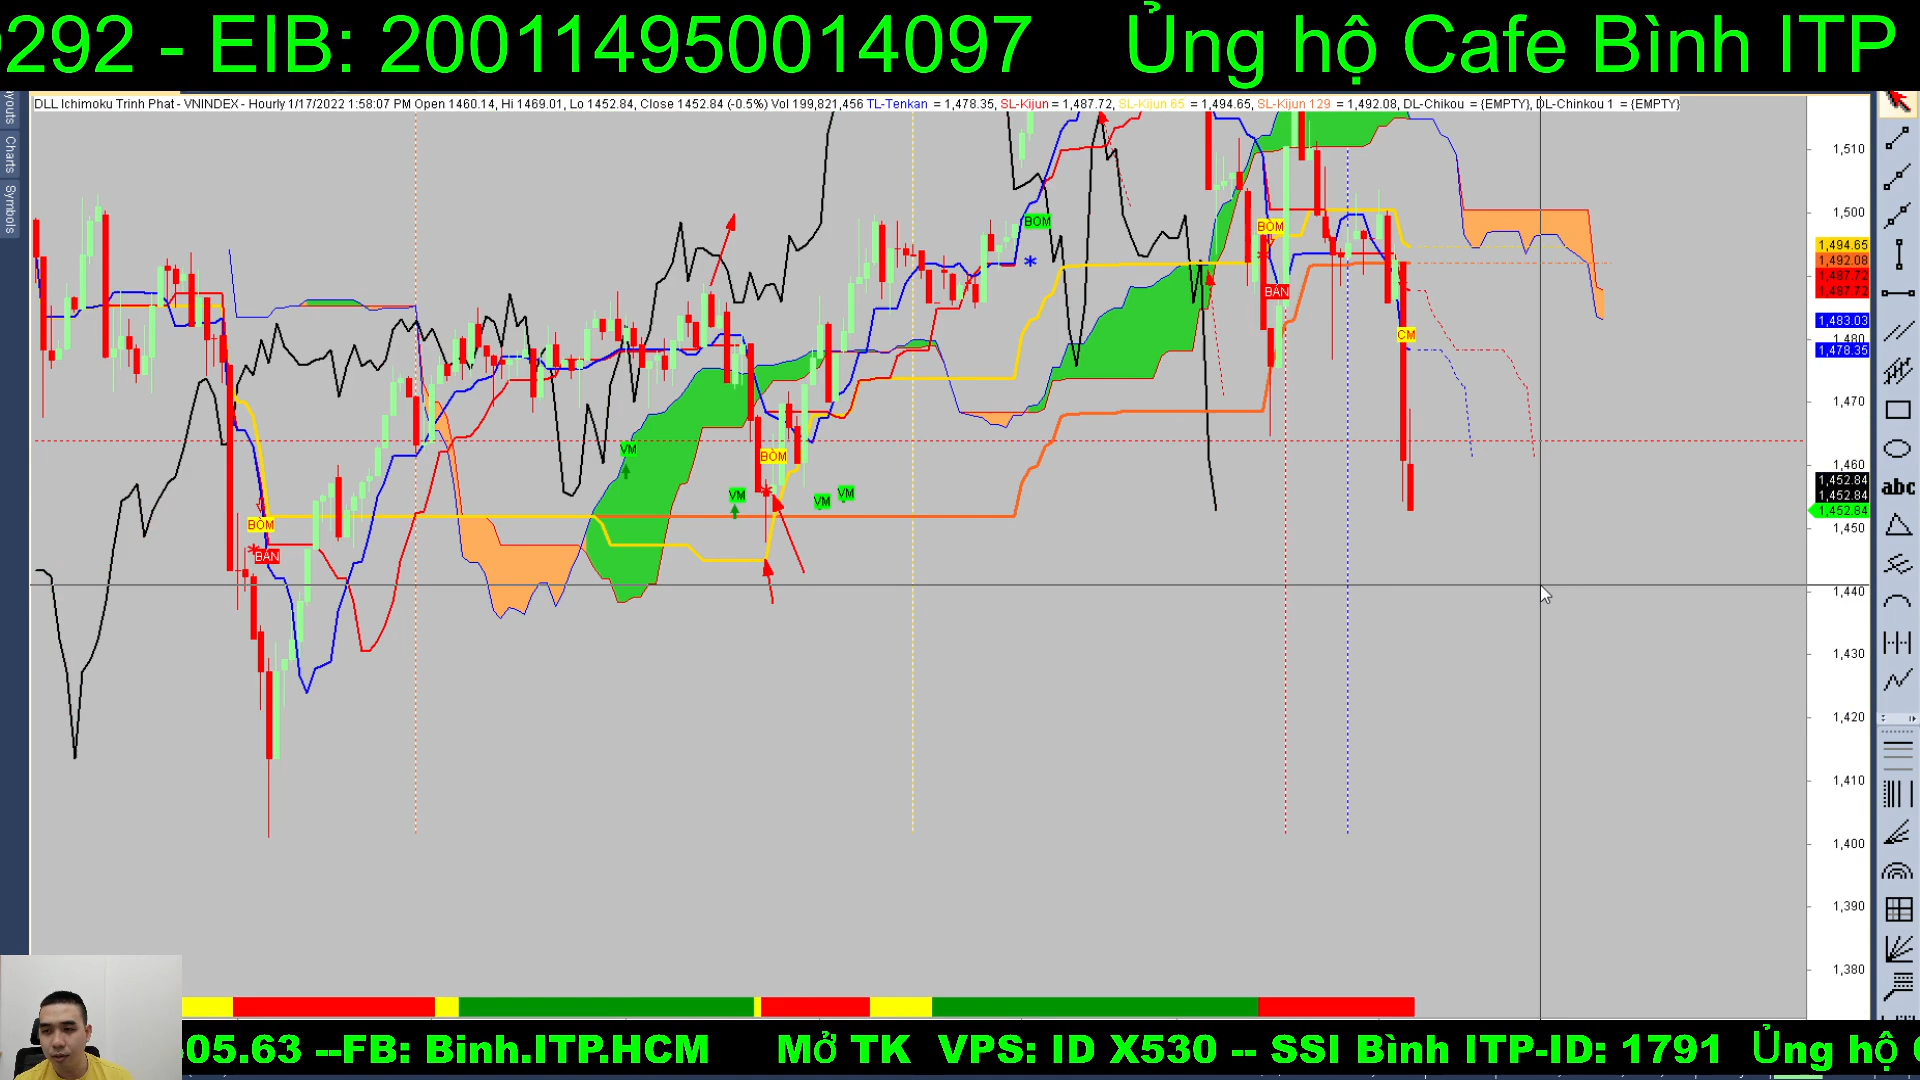 292 - EIB: 200114950014097 Ủng hộ Cafe Bình ITP
DLL Ichimoku Trinh Phat - VNINDEX - Hourly 1/17/2022 1:58:07 PM Open 1460.14, Hi 1469.01, Lo 1452.84, Close 1452.84 (-0.5%) Vol 199,821,456 TL-Tenkan = 1,478.35, SL-Kijun = 1,487.72, SL-Kijun 65 = 1,494.65, SL-Kijun 129 = 1,492.08, DL-Chikou = {EMPTY}, DL-Chinkou 1 = {EMPTY}
Charts
Symbols
1,510
1,500
1,494.65
1,492.08
1,487.72
1,487.72
1,483.03
1,480
1,478.35
1,470
1,460
1,452.84
1,452.84
1,452.84
1,450
1,440
1,430
1,420
1,410
1,400
1,390
1,380
BOM
BOM
BAN
CM
VM
BOM
VM
VM
VM
BOM
BAN
abc
05.63 --FB: Binh.ITP.HCM Mở TK VPS: ID X530 -- SSI Bình ITP-ID: 1791 Ủng hộ